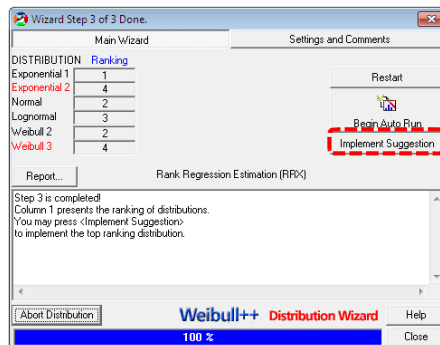 Wizard Step 3 of 3 Done.
Main Wizard
Settings and Comments
DISTRIBUTION Ranking
Exponential 1 1
Exponential 2 4
Normal 2
Lognormal 3
Weibull 2 2
Weibull 3 4
Restart
Begin Auto Run
Implement Suggestion
Report...
Rank Regression Estimation (RRX)
Step 3 is completed!
Column 1 presents the ranking of distributions.
You may press <Implement Suggestion>
to implement the top ranking distribution.
Abort Distribution
Weibull++ Distribution Wizard
Help
100 %
Close